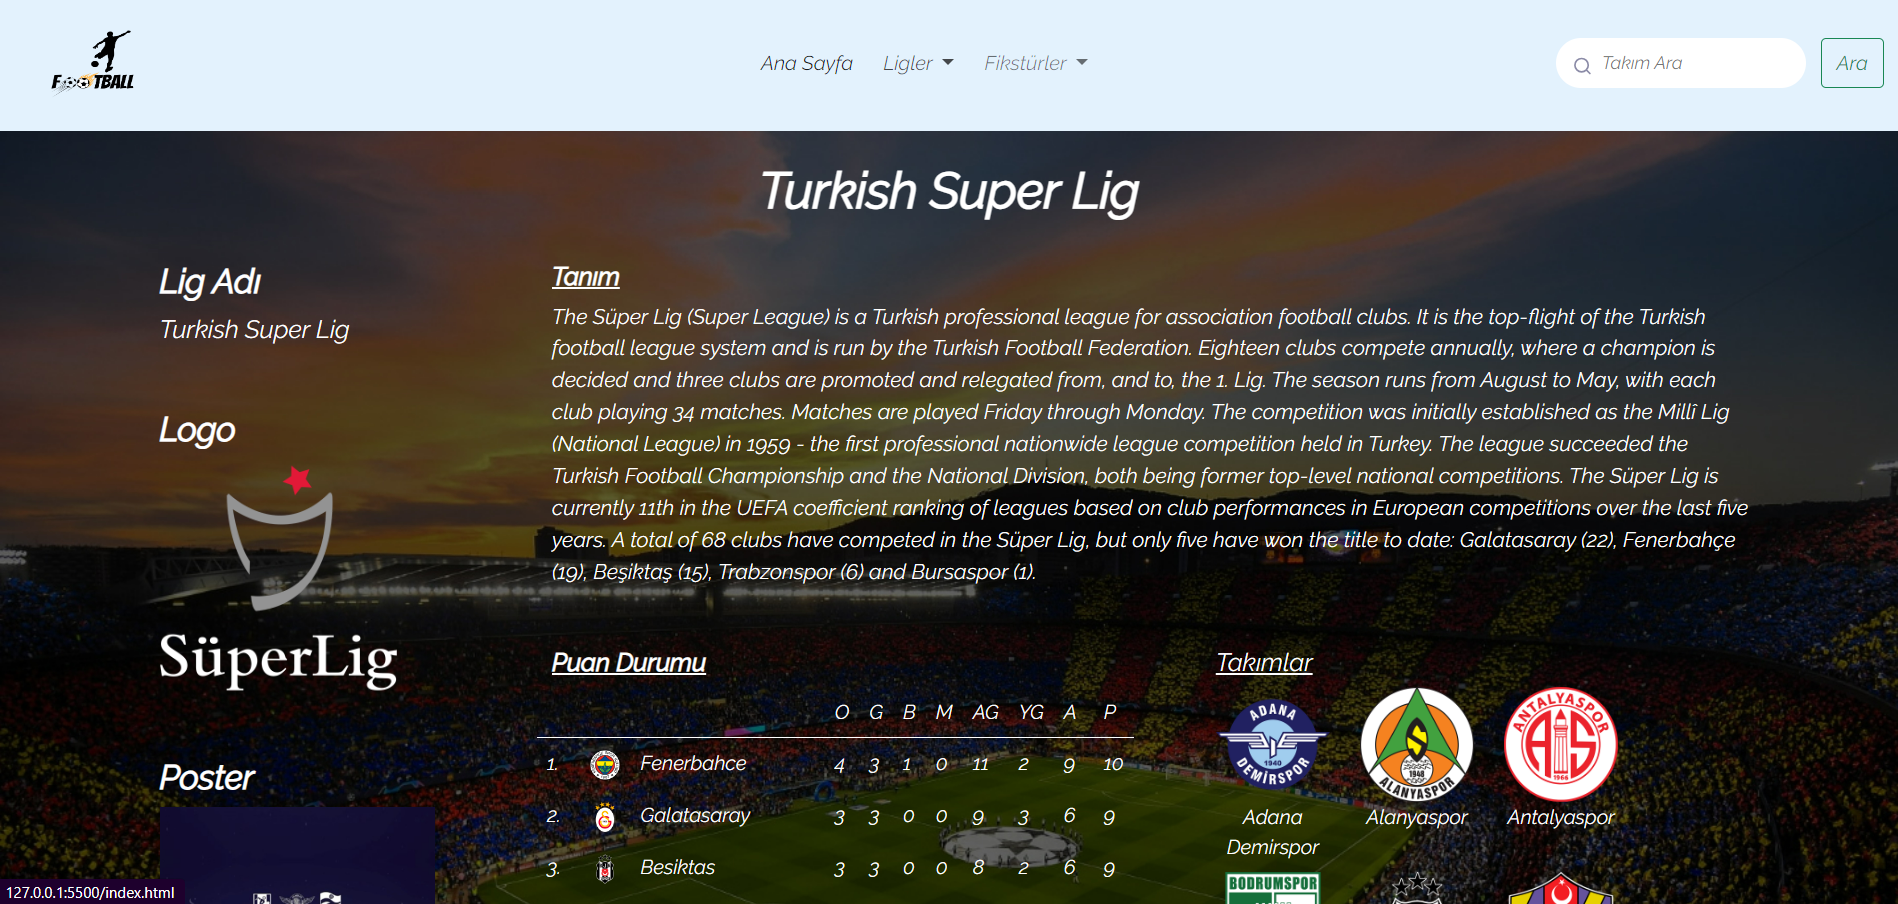 FOOTBALL
Ana Sayfa Ligler Fikstürler
Takım Ara
Ara
Turkish Super Lig
Lig Adı
Turkish Super Lig
Logo
SüperLig
Poster
Tanım
The Süper Lig (Super League) is a Turkish professional league for association football clubs. It is the top-flight of the Turkish
football league system and is run by the Turkish Football Federation. Eighteen clubs compete annually, where a champion is
decided and three clubs are promoted and relegated from, and to, the 1. Lig. The season runs from August to May, with each
club playing 34 matches. Matches are played Friday through Monday. The competition was initially established as the Millî Lig
(National League) in 1959 - the first professional nationwide league competition held in Turkey. The league succeeded the
Turkish Football Championship and the National Division, both being former top-level national competitions. The Süper Lig is
currently 11th in the UEFA coefficient ranking of leagues based on club performances in European competitions over the last five
years. A total of 68 clubs have competed in the Süper Lig, but only five have won the title to date: Galatasaray (22), Fenerbahçe
(19), Beşiktaş (15), Trabzonspor (6) and Bursaspor (1).
Puan Durumu
O G B M AG YG A P
1. Fenerbahce 4 3 1 0 11 2 9 10
2. Galatasaray 3 3 0 0 9 3 6 9
3. Besiktas 3 3 0 0 8 2 6 9
Takımlar
ADANA
1940
DEMİRSPOR
Adana
Demirspor
1948
ALANYASPOR
Alanyaspor
ANTALYASPOR
1966
Antalyaspor
BODRUMSPOR
127.0.0.1:5500/index.html